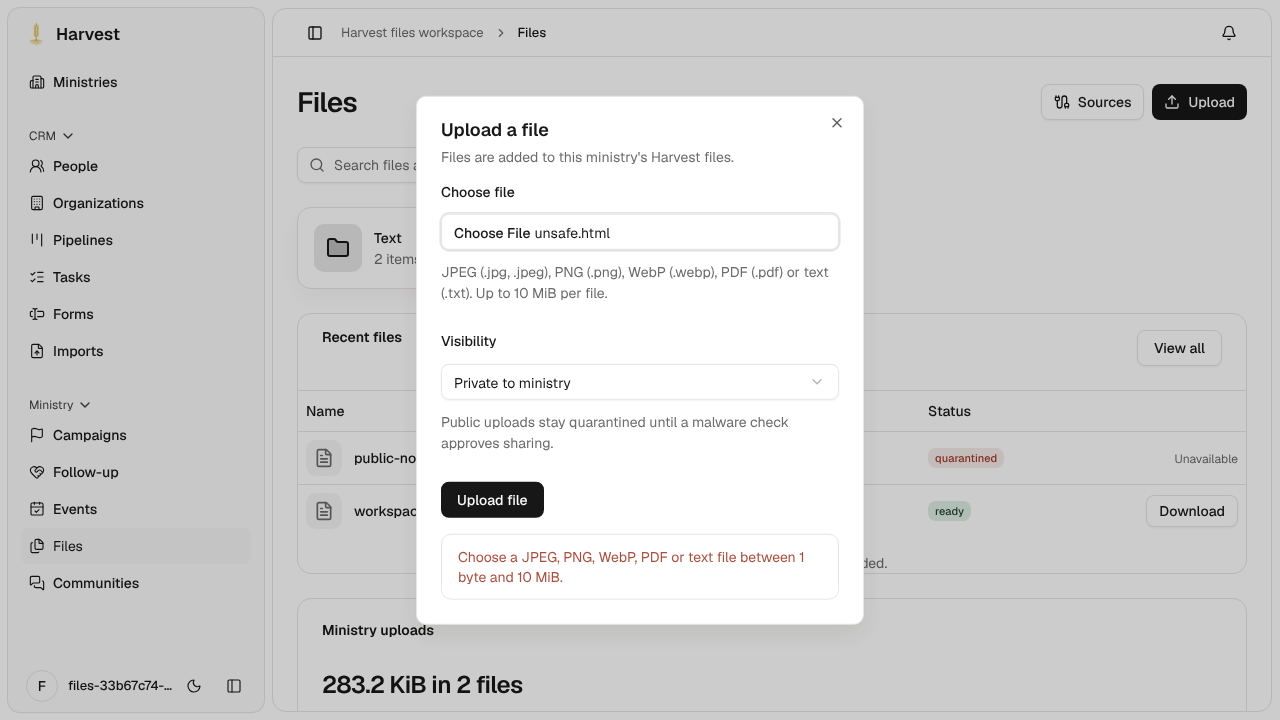 Harvest
Ministries
CRM
People
Organizations
Pipelines
Tasks
Forms
Imports
Ministry
Campaigns
Follow-up
Events
Files
Communities
F
files-33b67c74-…
Harvest files workspace
Files
Files
Sources
Upload
Search files
Text
2 items
Recent files
View all
Name
Status
quarantined
Unavailable
ready
Download
Ministry uploads
283.2 KiB in 2 files
Upload a file
Files are added to this ministry's Harvest files.
Choose file
Choose File unsafe.html
JPEG (.jpg, .jpeg), PNG (.png), WebP (.webp), PDF (.pdf) or text
(.txt). Up to 10 MiB per file.
Visibility
Private to ministry
Public uploads stay quarantined until a malware check
approves sharing.
Upload file
Choose a JPEG, PNG, WebP, PDF or text file between 1
byte and 10 MiB.